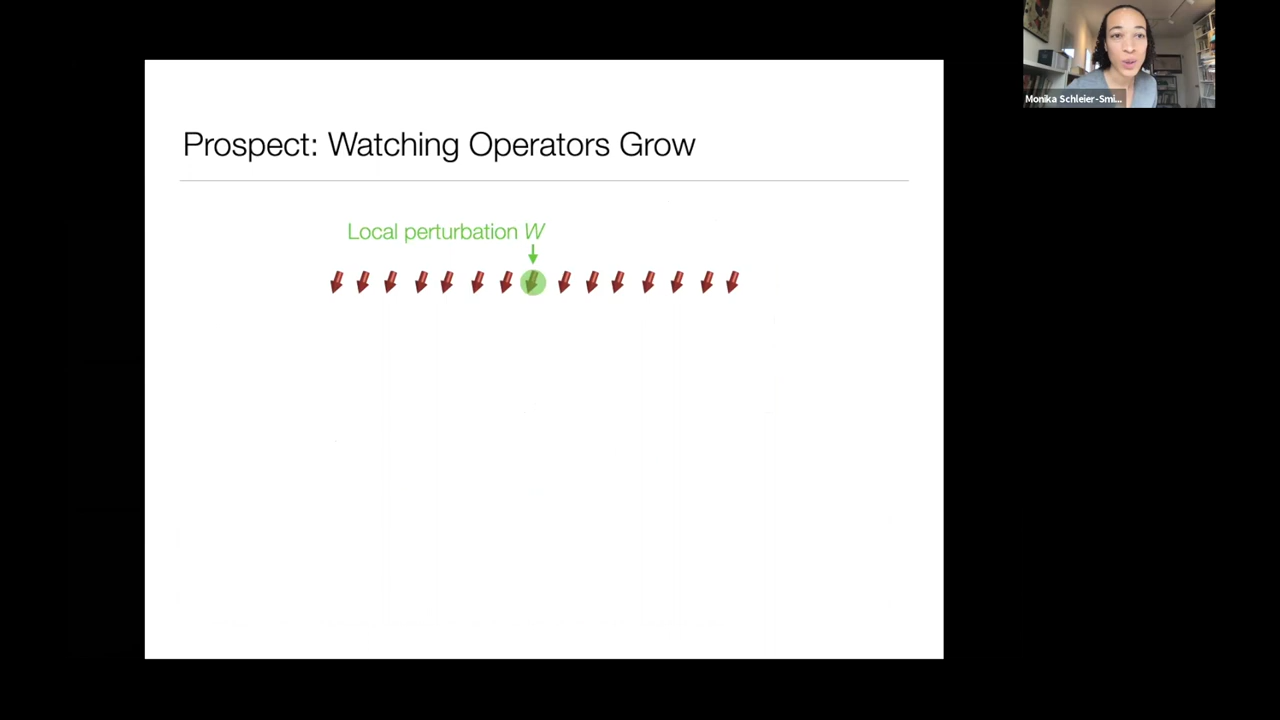 Monika Schleier-Smi...
Prospect: Watching Operators Grow
Local perturbation W